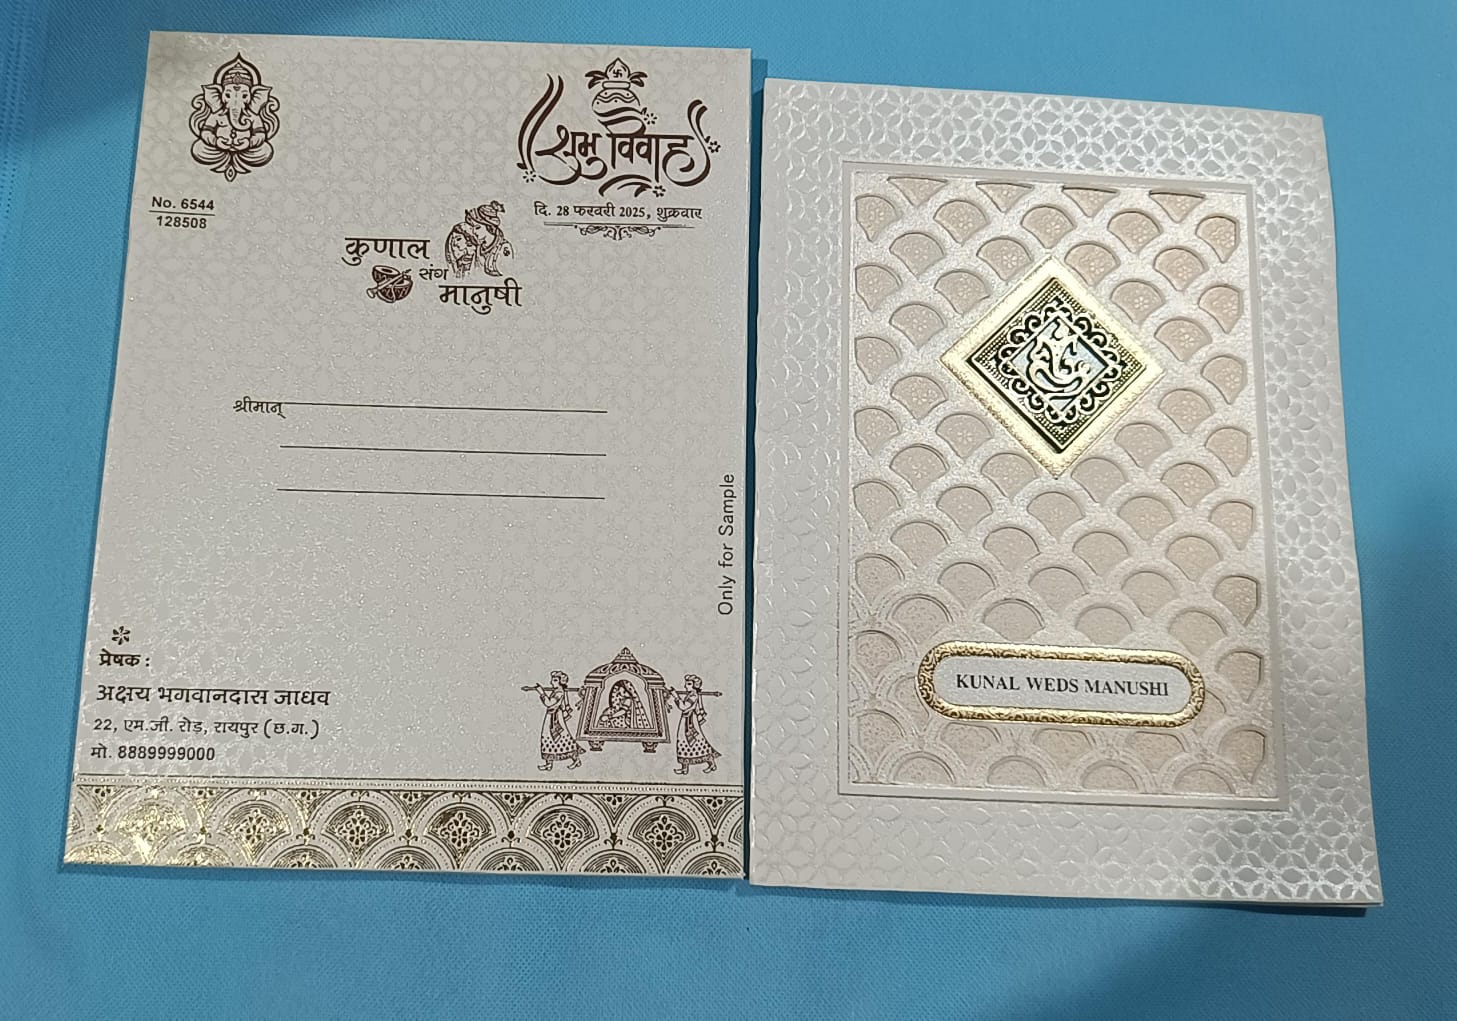 शुभ विवाह
No. 6544
128508
दि. 28 फरवरी 2025, शुक्रवार
कुणाल
संग
मानुषी
श्रीमान्
Only for Sample
प्रेषक :
अक्षय भगवानदास जाधव
22, एम.जी. रोड़, रायपुर (छ.ग.)
मो. 8889999000
KUNAL WEDS MANUSHI